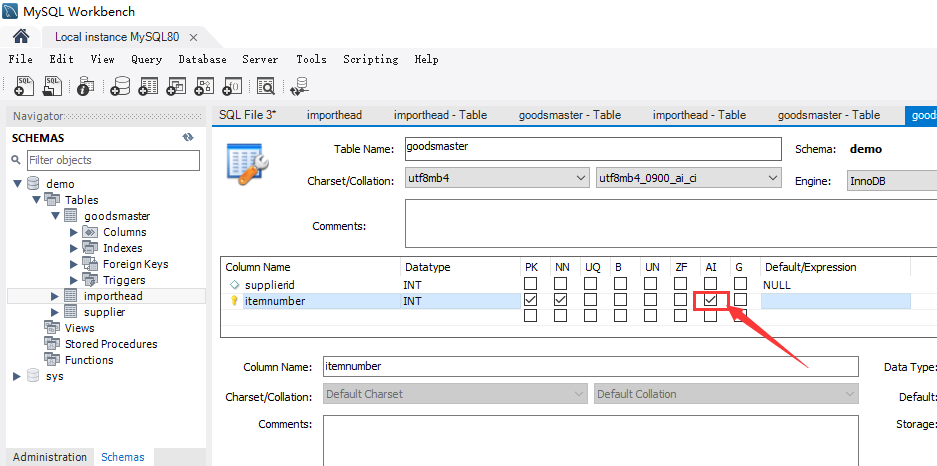 MySQL Workbench
Local instance MySQL80 ×
File Edit View Query Database Server Tools Scripting Help
Navigator
SQL File 3* importhead importhead - Table goodsmaster - Table importhead - Table goodsmaster - Table
SCHEMAS
Filter objects
demo
Tables
goodsmaster
Columns
Indexes
Foreign Keys
Triggers
importhead
supplier
Views
Stored Procedures
Functions
sys
Administration Schemas
Table Name: goodsmaster Schema: demo
Charset/Collation: utf8mb4 utf8mb4_0900_ai_ci Engine: InnoDB
Comments:
Column Name Datatype PK NN UQ B UN ZF AI G Default/Expression
supplierid INT NULL
itemnumber INT
Column Name: itemnumber Data Type:
Charset/Collation: Default Charset Default Collation Default:
Comments: Storage: